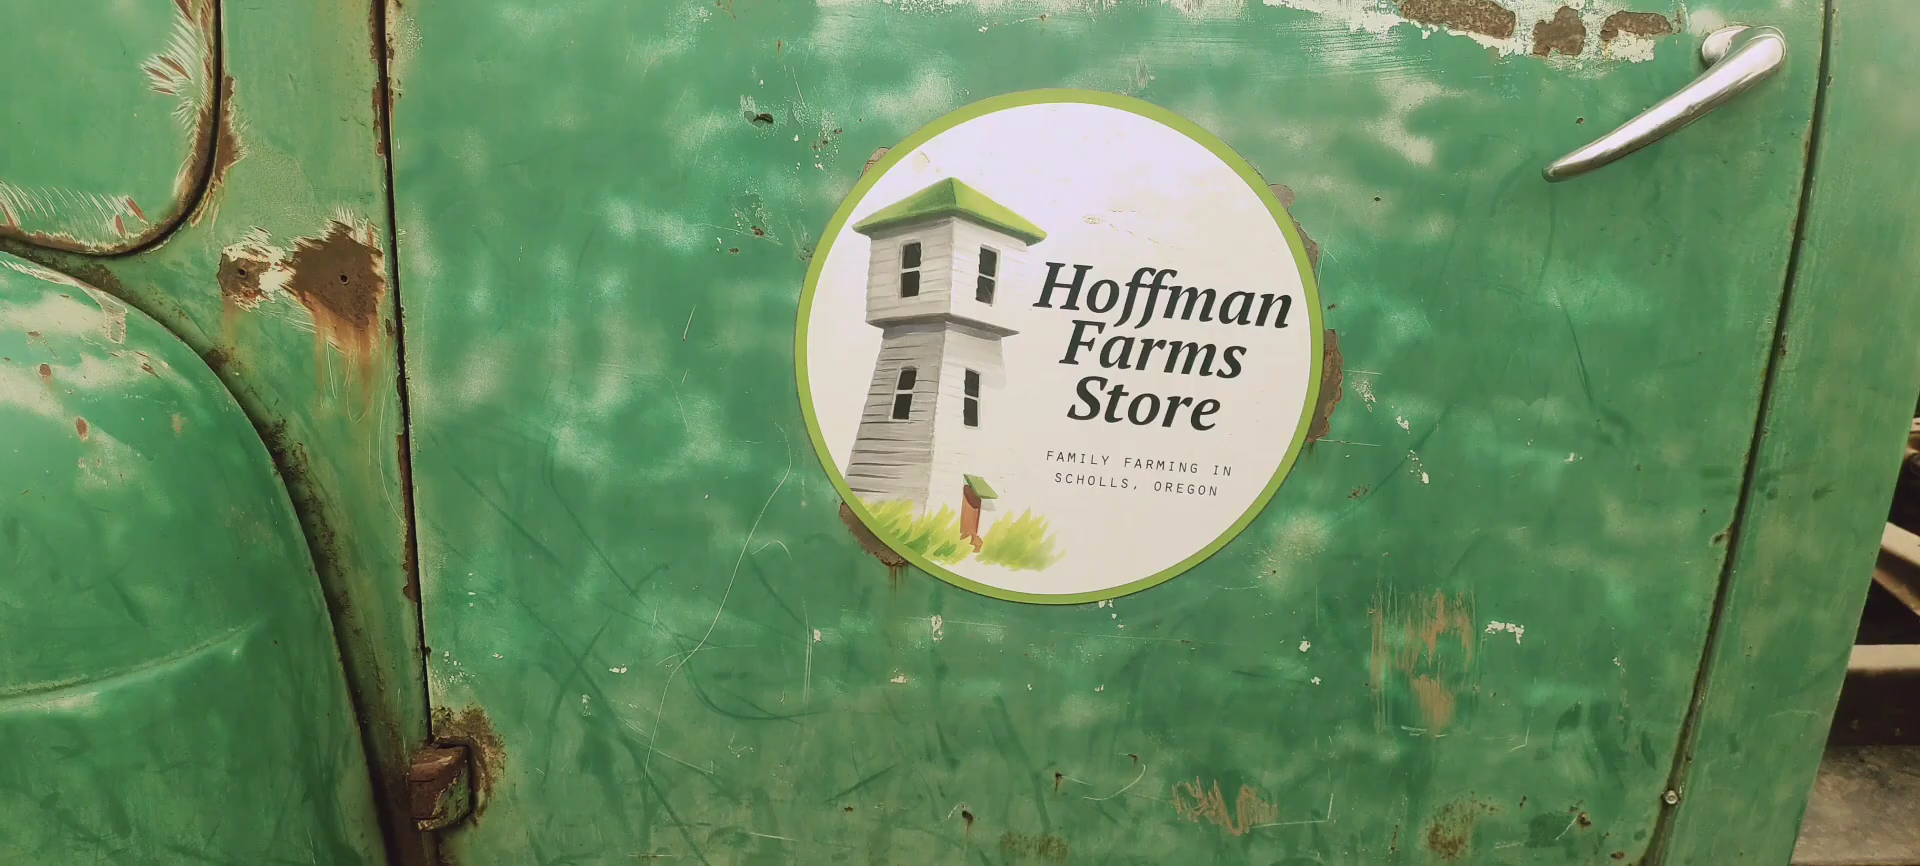 Hoffman
Farms
Store
FAMILY FARMING IN
SCHOLLS, OREGON